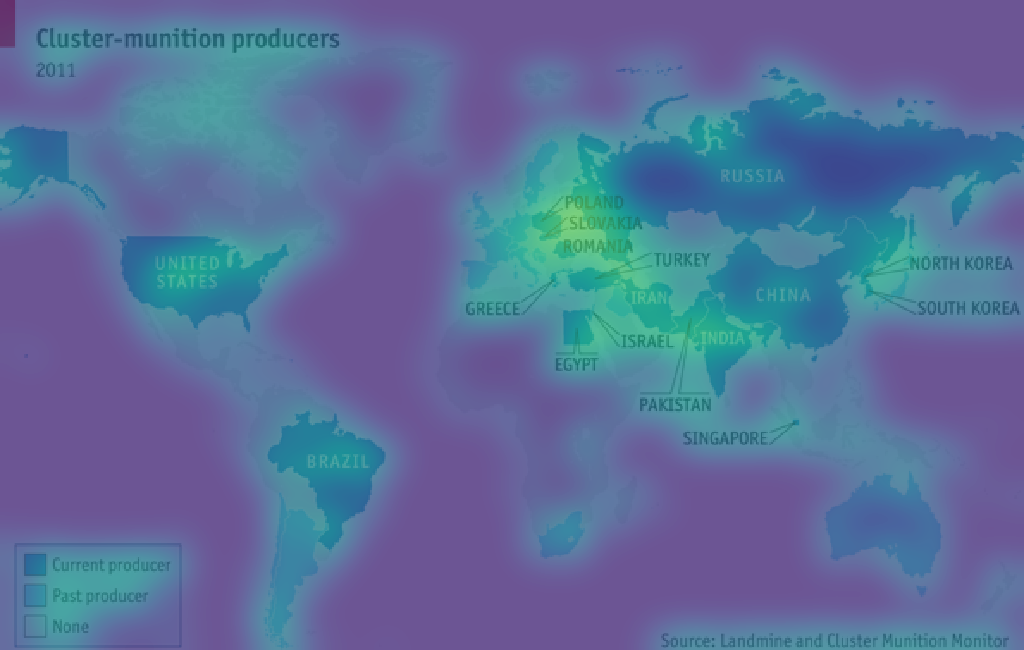 Cluster-munition producers
2011
POLAND
SLOVAKIA
ROMANIA
RUSSIA
TURKEY
UNITED
STATES
GREECE
IRAN
CHINA
NORTH KOREA
SOUTH KOREA
ISRAEL
INDIA
EGYPT
PAKISTAN
SINGAPORE
BRAZIL
Current producer
Past producer
None
Source: Landmine and Cluster Munition Monitor